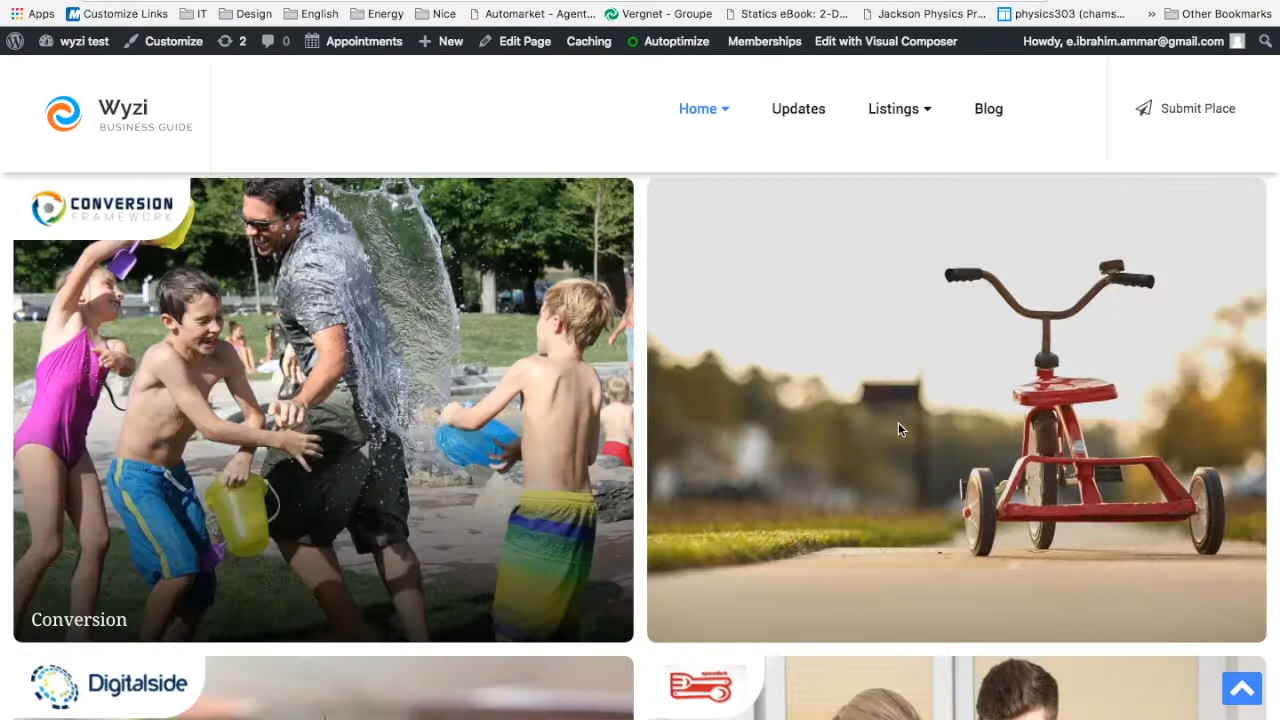 Apps Customize Links IT Design English Energy Nice Automarket - Agent... Vergnet - Groupe Statics eBook: 2-D... Jackson Physics Pr... physics303 (chams... » Other Bookmarks
wyzi test Customize 2 0 Appointments New Edit Page Caching Autoptimize Memberships Edit with Visual Composer Howdy, e.ibrahim.ammar@gmail.com
Wyzi
BUSINESS GUIDE
Home Updates Listings Blog Submit Place
CONVERSION
FRAMEWORK
Conversion
Digitalside